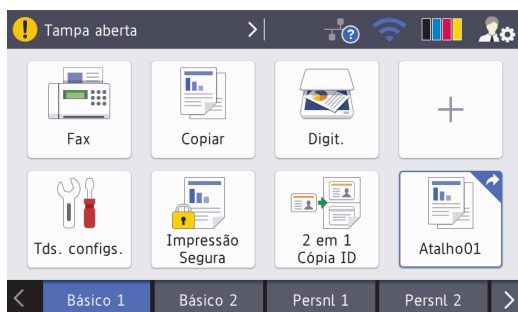 Tampa aberta
Fax
Copiar
Digit.
Tds. configs.
Impressão
Segura
2 em 1
Cópia ID
Atalho01
Básico 1
Básico 2
Persnl 1
Persnl 2